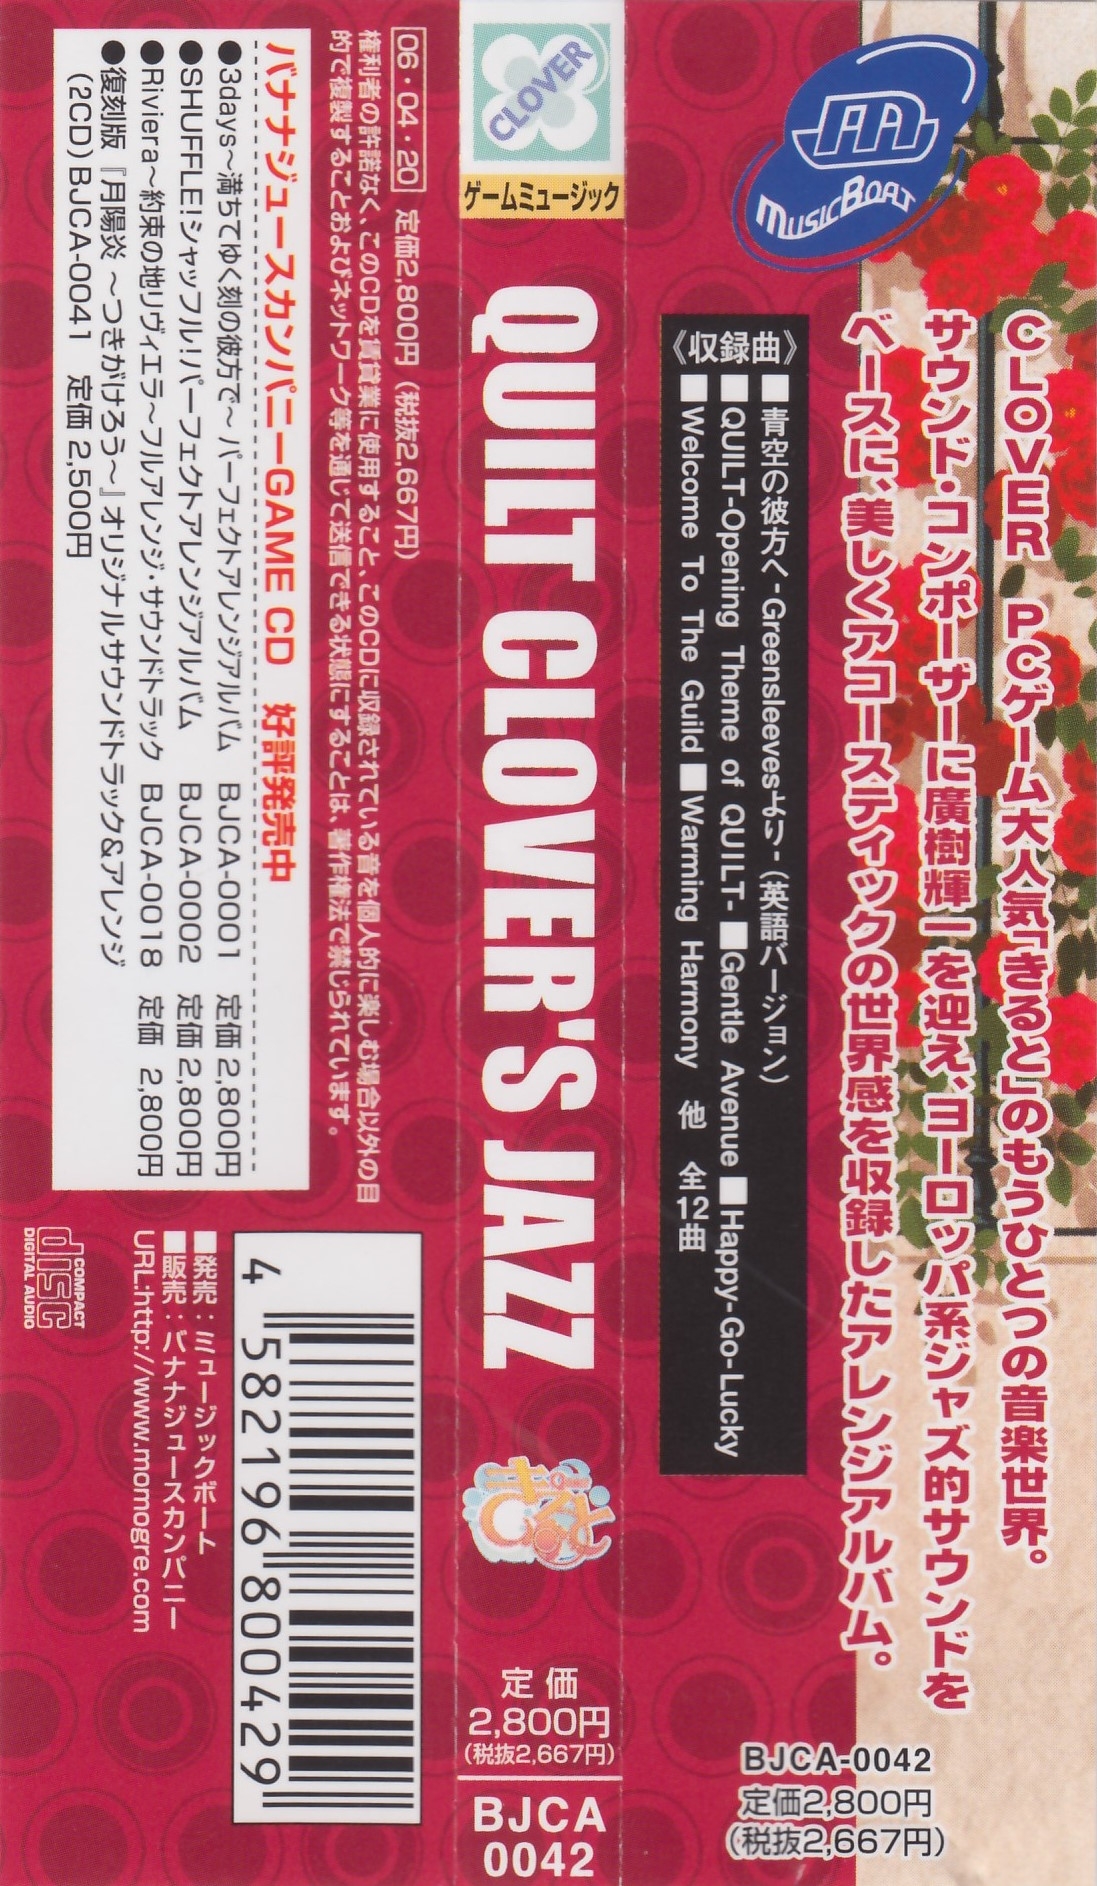 MUSICBOAT
CLOVER PCゲーム大人気「きると」のもうひとつの音楽世界。
サウンド・コンポーザーに廣樹輝一を迎え、ヨーロッパ系ジャズ的サウンドを
ベースに、美しくアコースティックの世界感を収録したアレンジアルバム。
《収録曲》
■青空の彼方へ-Greensleevesより-(英語バージョン)
■QUILT-Opening Theme of QUILT- ■Gentle Avenue ■Happy-Go-Lucky
■Welcome To The Guild ■Warming Harmony 他 全12曲
BJCA-0042
定価2,800円
(税抜2,667円)
CLOVER
ゲームミュージック
QUILT CLOVER'S JAZZ
きると
定価
2,800円
(税抜2,667円)
BJCA
0042
06・04・20 定価2,800円(税抜2,667円)
権利者の許諾なく、このCDを賃貸業に使用すること、このCDに収録されている音を個人的に楽しむ場合以外の目
的で複製することおよびネットワーク等を通じて送信できる状態にすることは、著作権法で禁じられています。
バナナジュースカンパニーGAME CD 好評発売中
●3days〜満ちてゆく刻の彼方で〜 パーフェクトアレンジアルバム BJCA-0001 定価 2,800円
●SHUFFLE!シャッフル!パーフェクトアレンジアルバム BJCA-0002 定価 2,800円
●Riviera〜約束の地リヴィエラ〜フルアレンジ・サウンドトラック BJCA-0018 定価 2,800円
●復刻版『月陽炎 〜つきかげろう〜』オリジナルサウンドトラック&アレンジ
(2CD) BJCA-0041 定価 2,500円
4 582196 800429
■発売:ミュージックボート
■販売:バナナジュースカンパニー
URL:http://www.momogre.com
COMPACT
disc
DIGITAL AUDIO